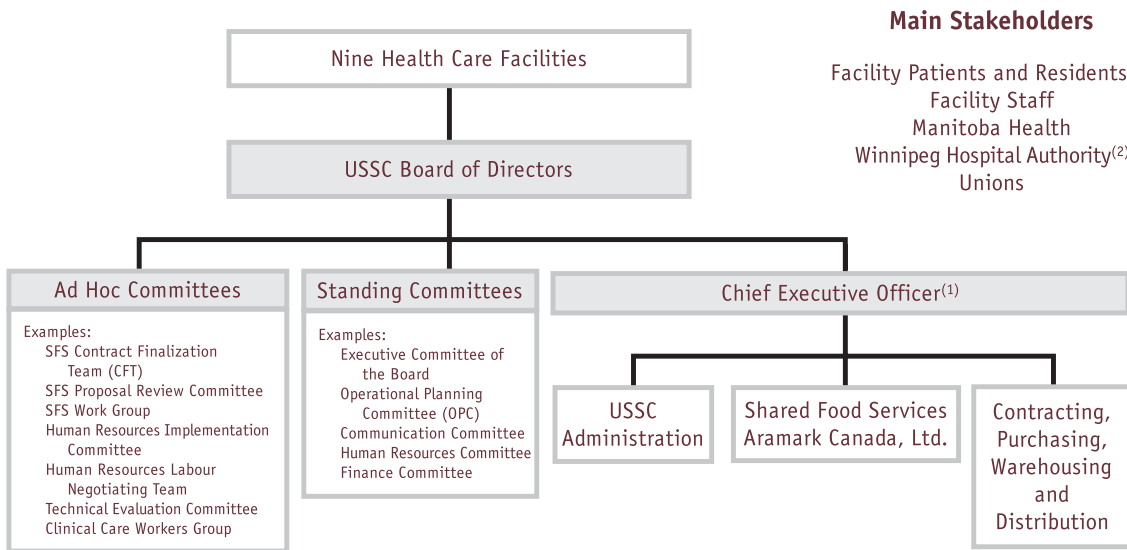 Main Stakeholders
Facility Patients and Residents
Facility Staff
Manitoba Health
Winnipeg Hospital Authority(2)
Unions
Nine Health Care Facilities
USSC Board of Directors
Ad Hoc Committees
Examples:
SFS Contract Finalization
Team (CFT)
SFS Proposal Review Committee
SFS Work Group
Human Resources Implementation
Committee
Human Resources Labour
Negotiating Team
Technical Evaluation Committee
Clinical Care Workers Group
Standing Committees
Examples:
Executive Committee of
the Board
Operational Planning
Committee (OPC)
Communication Committee
Human Resources Committee
Finance Committee
Chief Executive Officer(1)
USSC
Administration
Shared Food Services
Aramark Canada, Ltd.
Contracting,
Purchasing,
Warehousing
and
Distribution